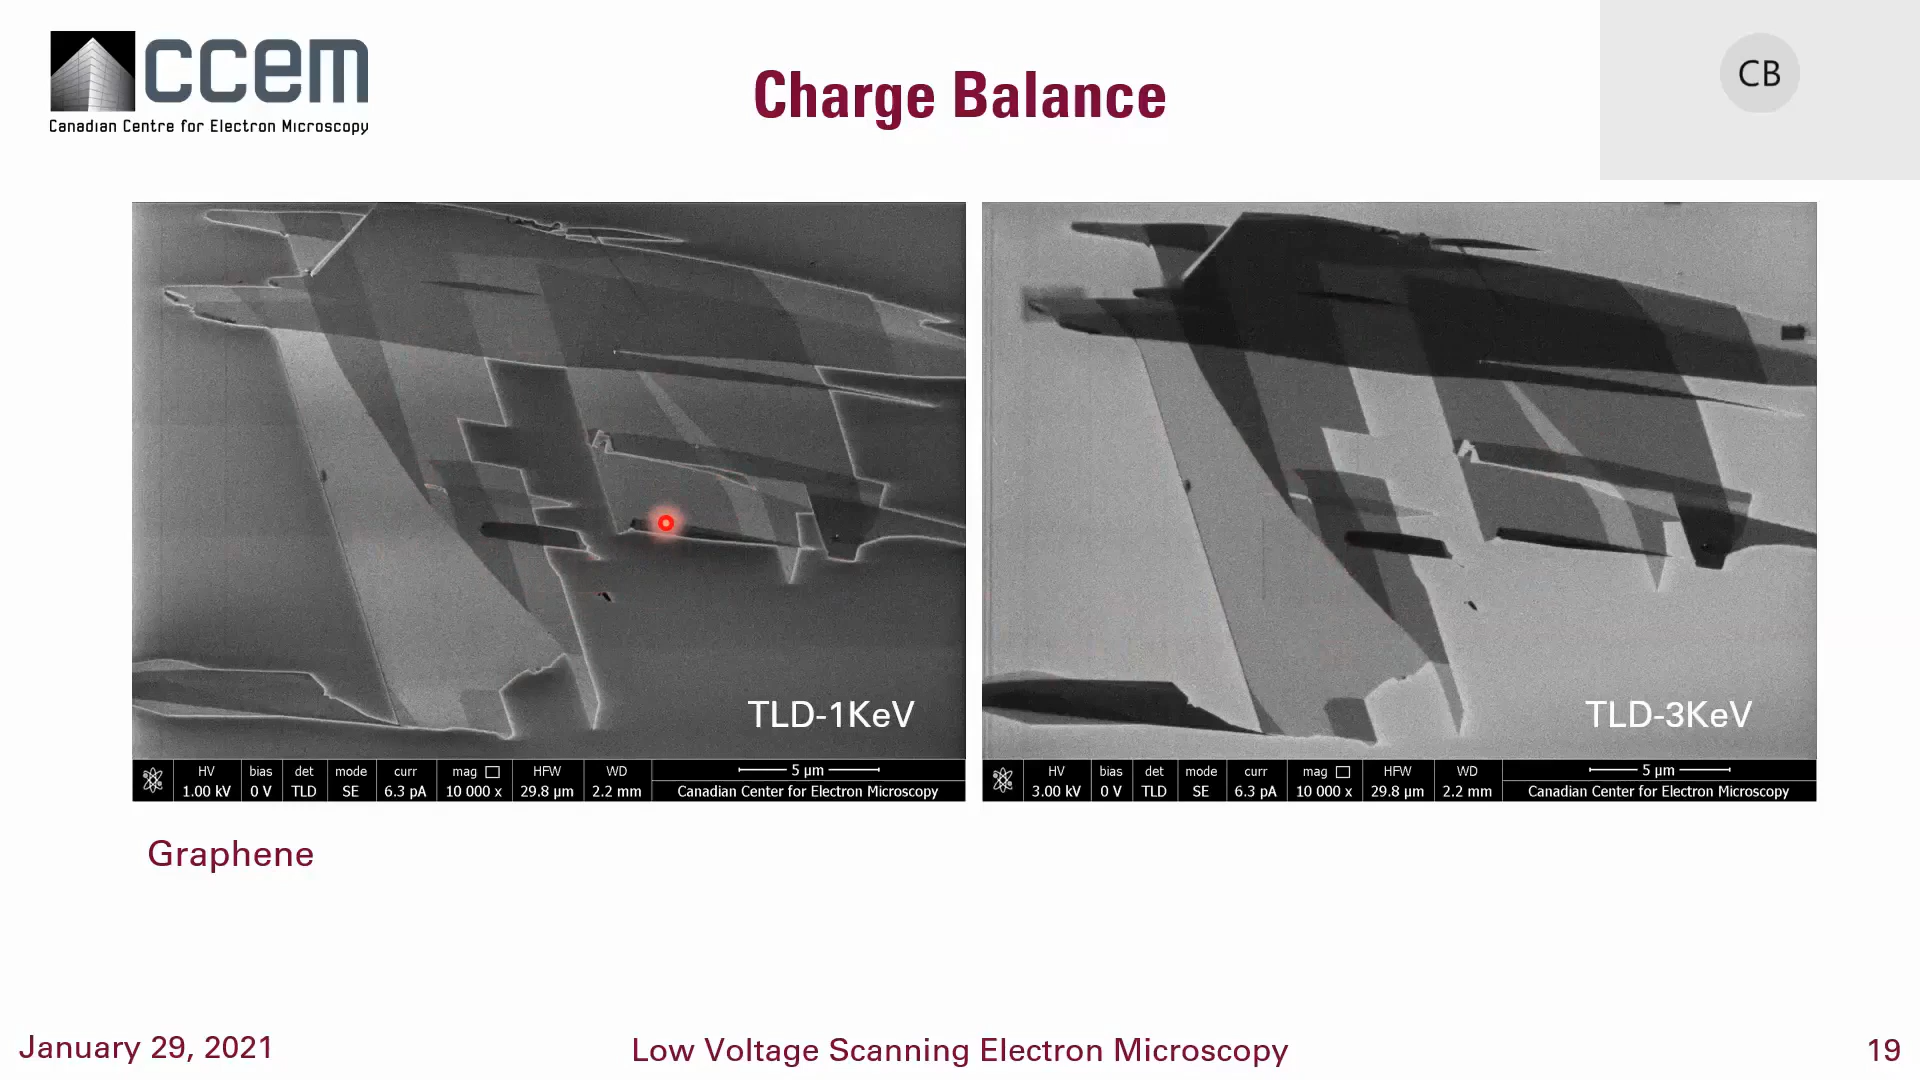 ccem
Canadian Centre for Electron Microscopy
Charge Balance
CB
TLD-1KeV
HV bias det mode curr mag HFW WD 5 µm
1.00 kV 0 V TLD SE 6.3 pA 10 000 x 29.8 µm 2.2 mm Canadian Center for Electron Microscopy
TLD-3KeV
HV bias det mode curr mag HFW WD 5 µm
3.00 kV 0 V TLD SE 6.3 pA 10 000 x 29.8 µm 2.2 mm Canadian Center for Electron Microscopy
Graphene
January 29, 2021
Low Voltage Scanning Electron Microscopy
19